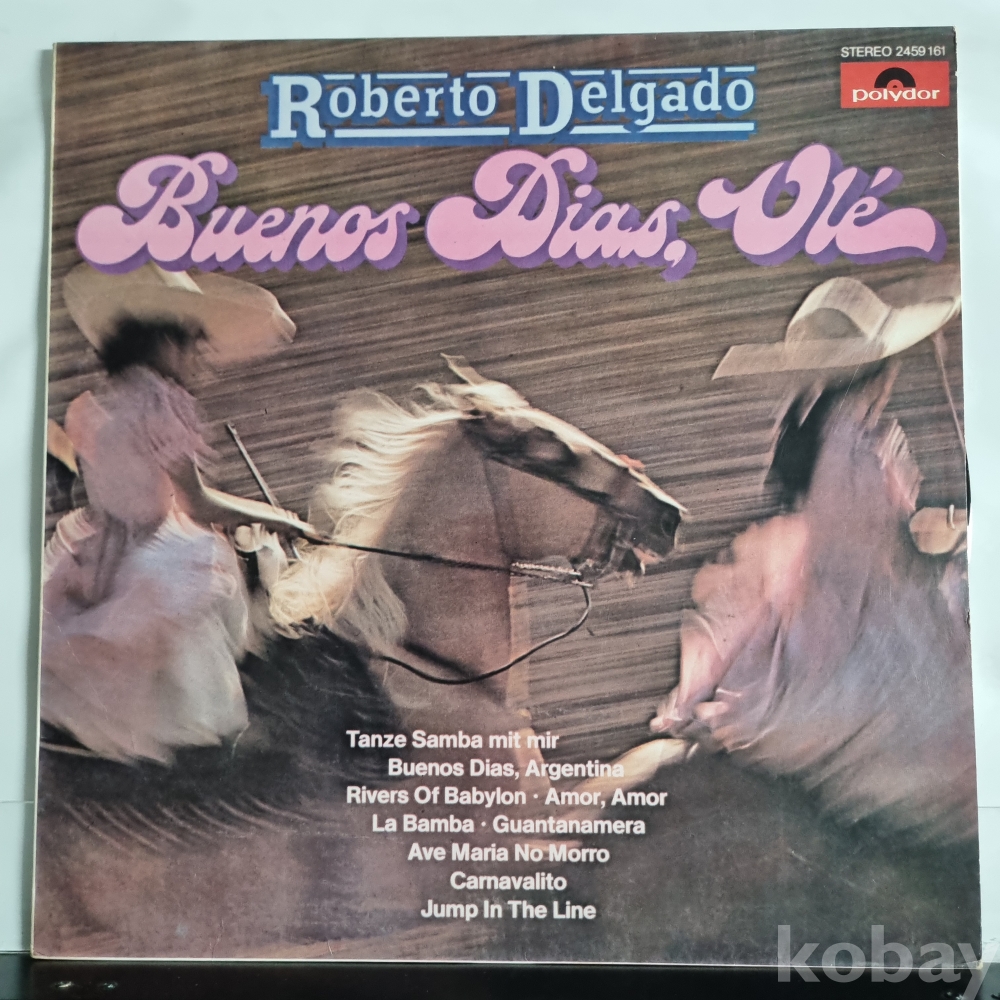 STEREO 2459 161
polydor
Roberto Delgado
Buenos Dias, Olé
Tanze Samba mit mir
Buenos Dias, Argentina
Rivers Of Babylon · Amor, Amor
La Bamba · Guantanamera
Ave Maria No Morro
Carnavalito
Jump In The Line
kobay